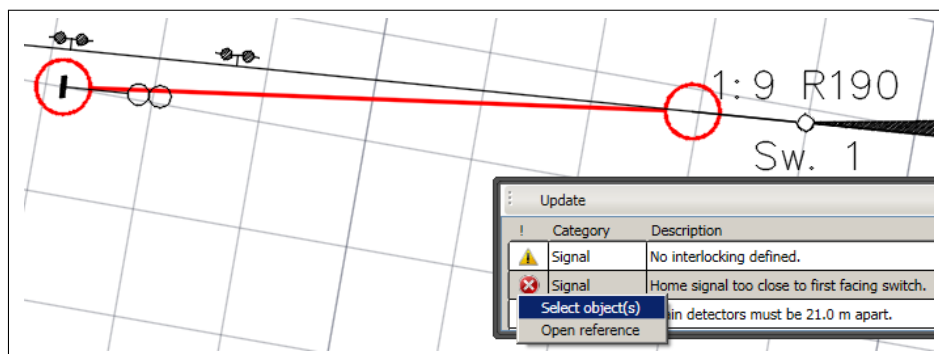 1:9 R190
Sw. 1
Update
! Category Description
Signal No interlocking defined.
Signal Home signal too close to first facing switch.
Select object(s)
ain detectors must be 21.0 m apart.
Open reference